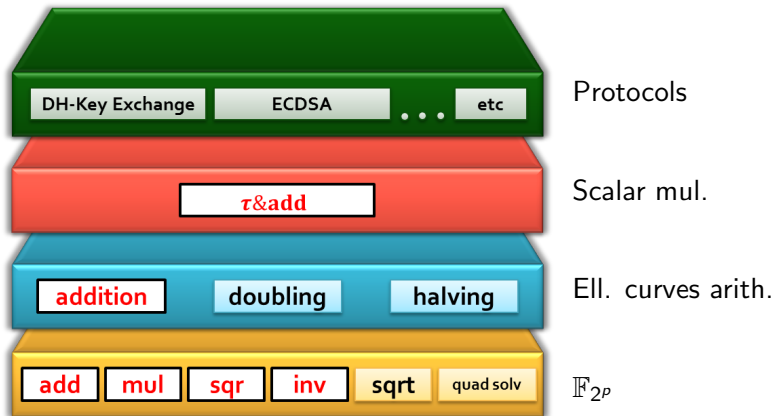 DH-Key Exchange ECDSA ... etc Protocols
τ&add Scalar mul.
addition doubling halving Ell. curves arith.
add mul sqr inv sqrt quad solv 𝔽₂ᵖ